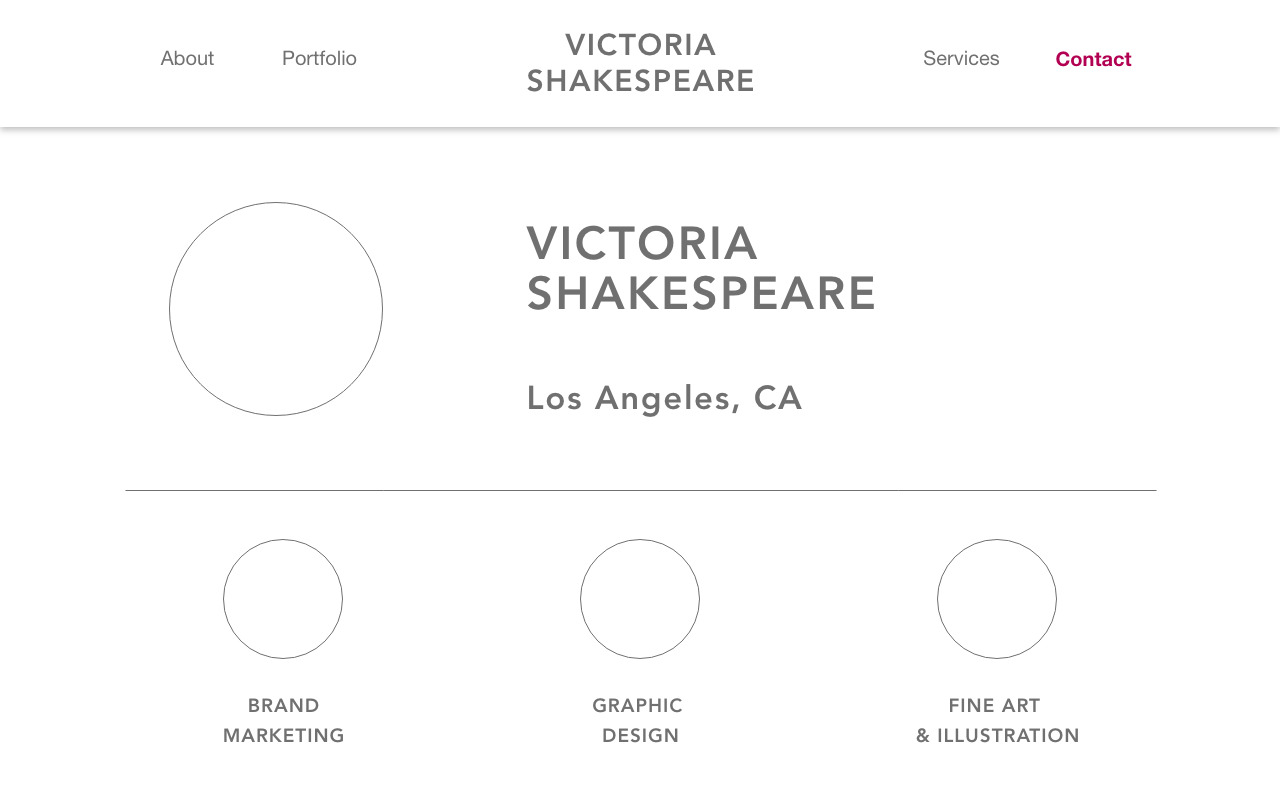 About
Portfolio
VICTORIA
SHAKESPEARE
Services
Contact
VICTORIA
SHAKESPEARE
Los Angeles, CA
BRAND
MARKETING
GRAPHIC
DESIGN
FINE ART
& ILLUSTRATION